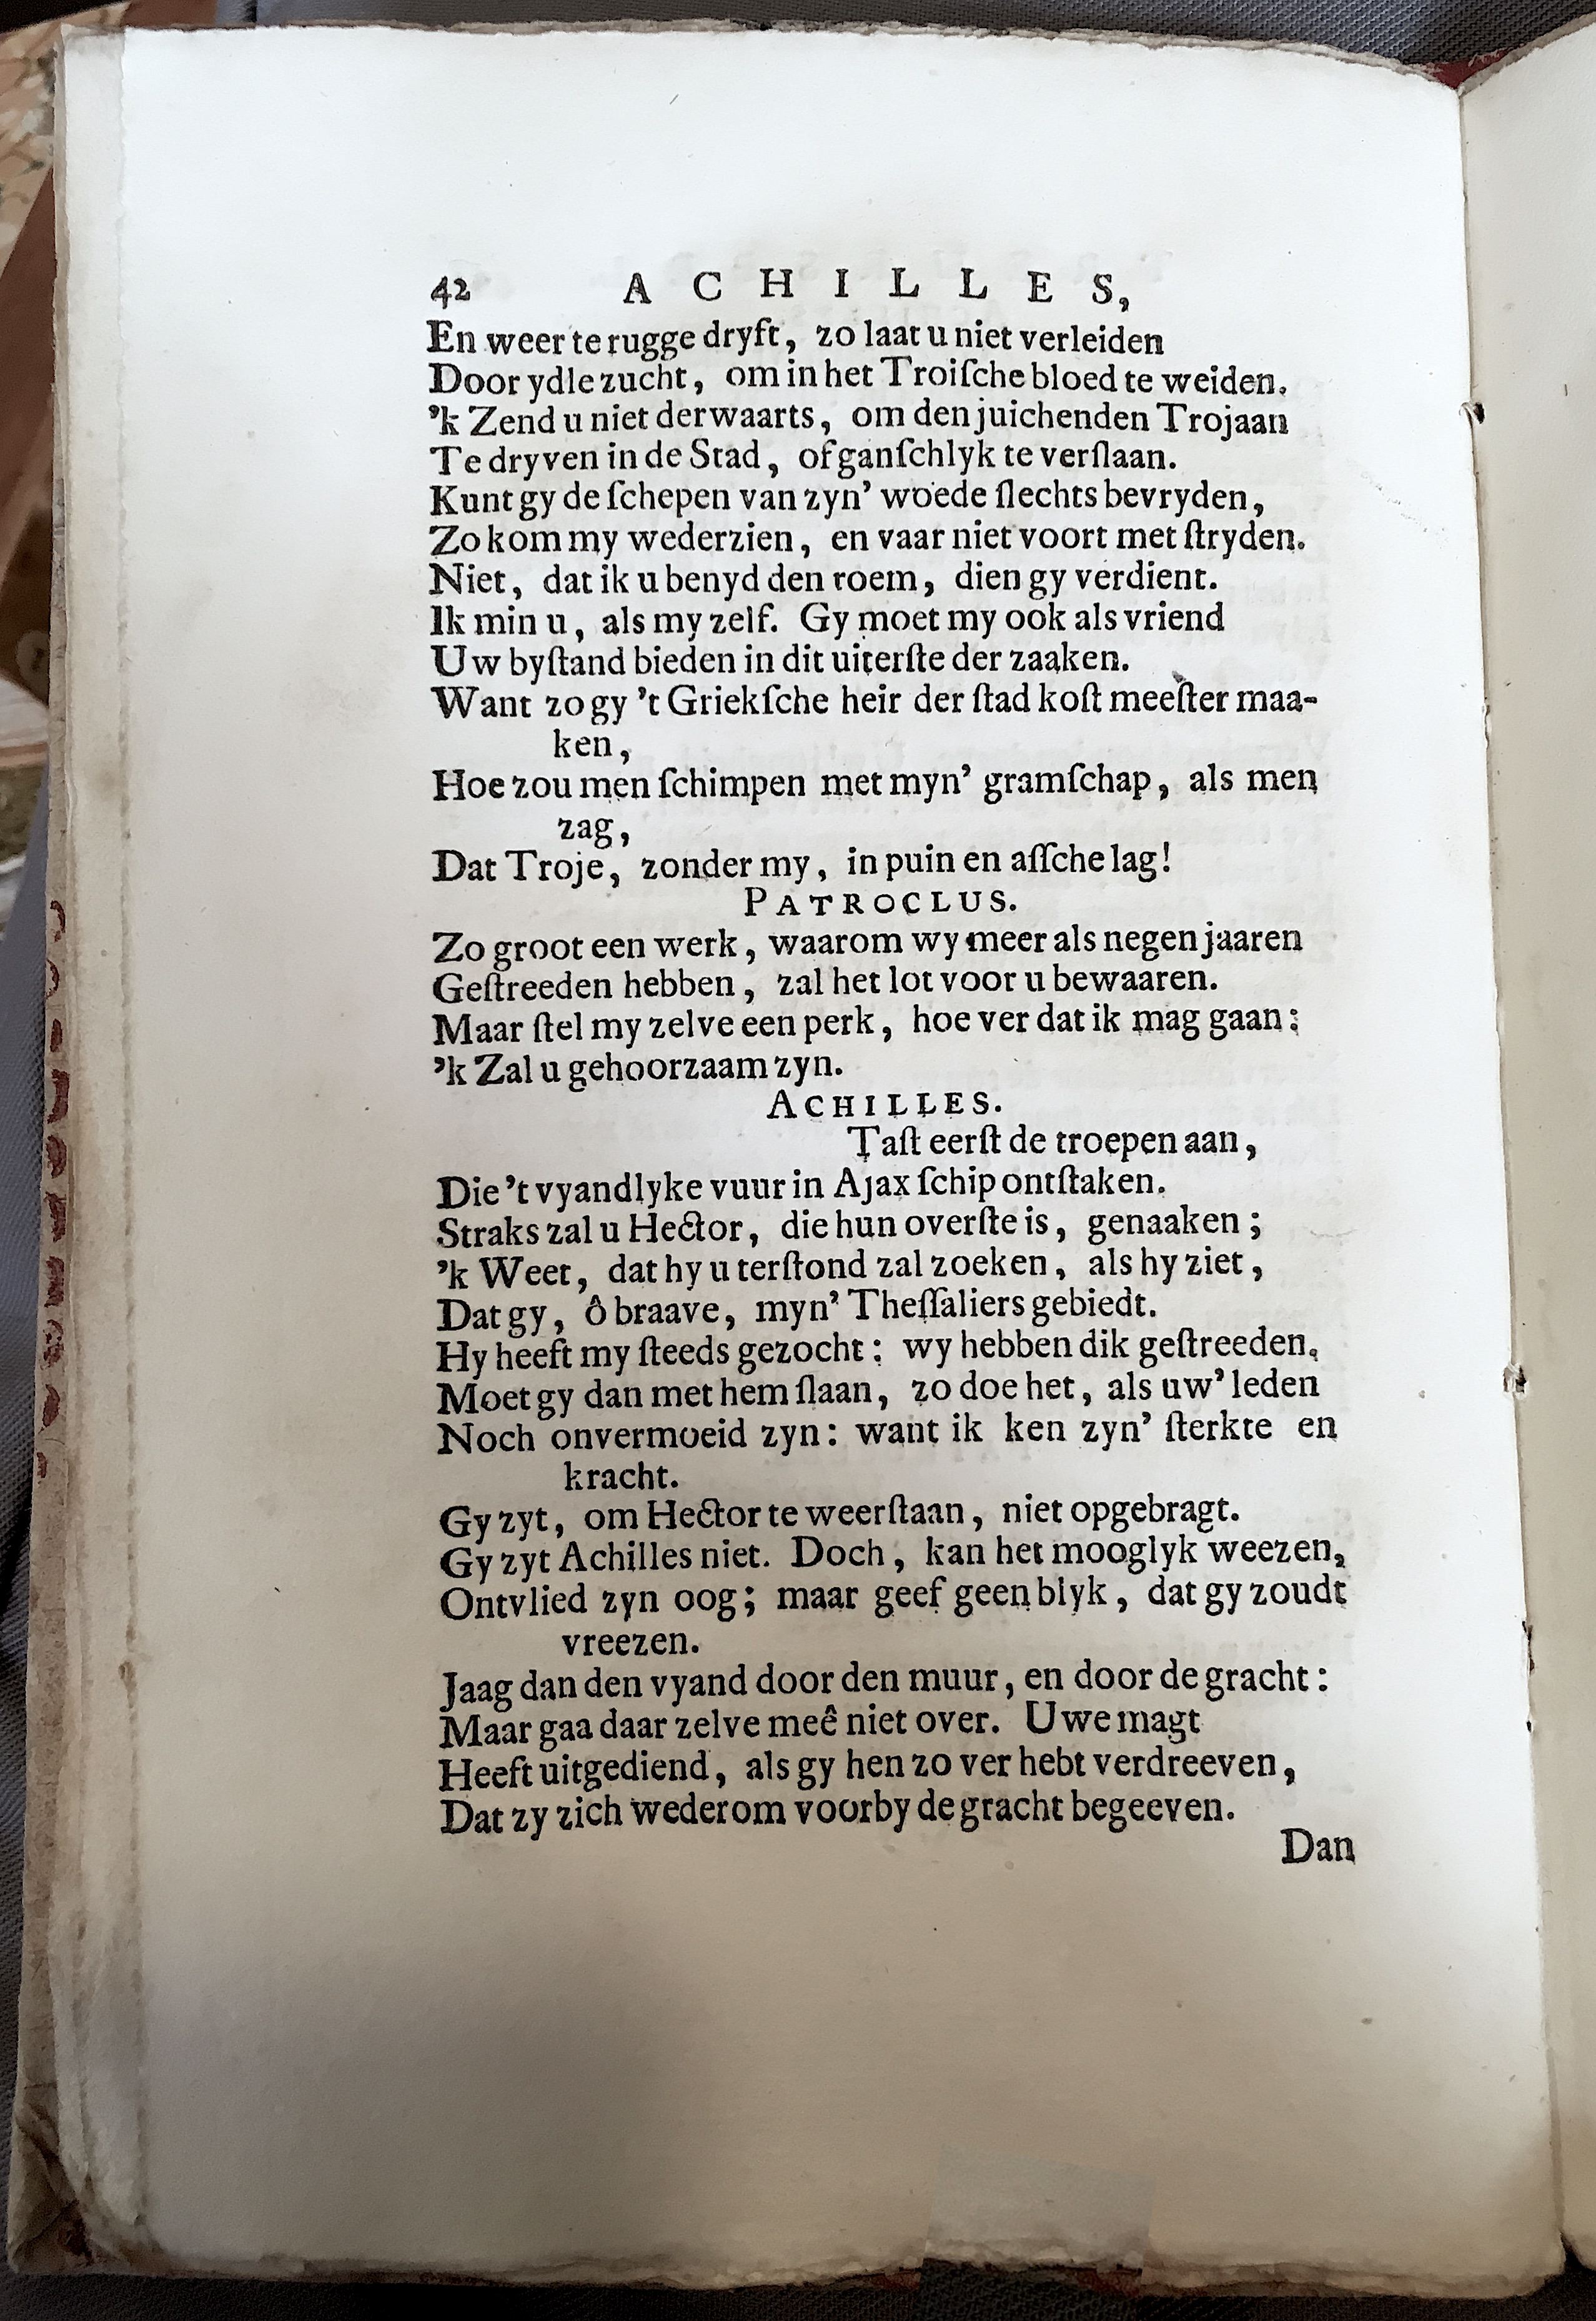 42 ACHILLES,
En weer te rugge dryft, zo laat u niet verleiden
Door ydle zucht, om in het Troiſche bloed te weiden.
’k Zend u niet derwaarts, om den juichenden Trojaan
Te dryven in de Stad, of ganſchlyk te verſlaan.
Kunt gy de ſchepen van zyn’ woede ſlechts bevryden,
Zo kom my wederzien, en vaar niet voort met ſtryden.
Niet, dat ik u benyd den roem, dien gy verdient.
Ik min u, als my zelf. Gy moet my ook als vriend
Uw byſtand bieden in dit uiterſte der zaaken.
Want zo gy ’t Griekſche heir der ſtad koſt meeſter maa-
ken,
Hoe zou men ſchimpen met myn’ gramſchap, als men
zag,
Dat Troje, zonder my, in puin en aſſche lag!
PATROCLUS.
Zo groot een werk, waarom wy meer als negen jaaren
Geſtreeden hebben, zal het lot voor u bewaaren.
Maar ſtel my zelve een perk, hoe ver dat ik mag gaan:
’k Zal u gehoorzaam zyn.
ACHILLES.
Taſt eerſt de troepen aan,
Die ’t vyandlyke vuur in Ajax ſchip ontſtaken.
Straks zal u Hector, die hun overſte is, genaaken;
’k Weet, dat hy u terſtond zal zoeken, als hy ziet,
Dat gy, ô braave, myn’ Theſſaliers gebiedt.
Hy heeft my ſteeds gezocht: wy hebben dik geſtreeden.
Moet gy dan met hem ſlaan, zo doe het, als uw’ leden
Noch onvermoeid zyn: want ik ken zyn’ ſterkte en
kracht.
Gy zyt, om Hector te weerſtaan, niet opgebragt.
Gy zyt Achilles niet. Doch, kan het mooglyk weezen,
Ontvlied zyn oog; maar geef geen blyk, dat gy zoudt
vreezen.
Jaag dan den vyand door den muur, en door de gracht:
Maar gaa daar zelve meê niet over. Uwe magt
Heeft uitgediend, als gy hen zo ver hebt verdreeven,
Dat zy zich wederom voorby de gracht begeeven.
Dan